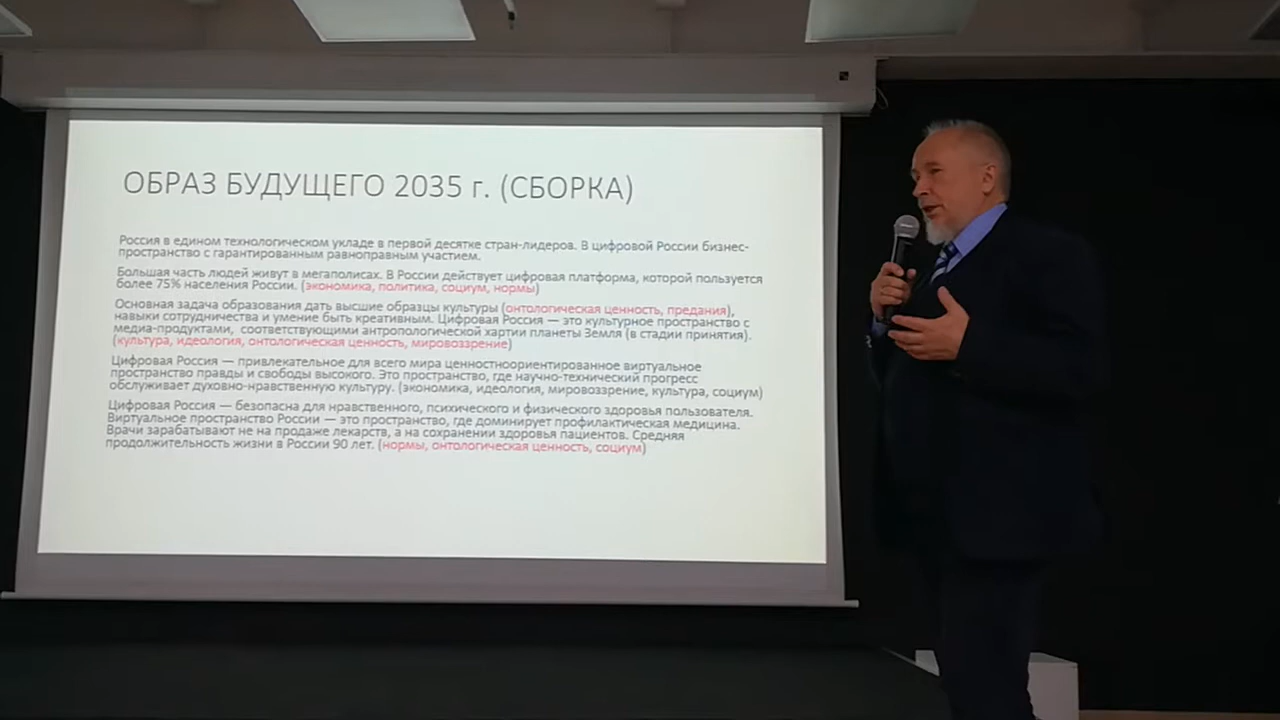 ОБРАЗ БУДУЩЕГО 2035 г. (СБОРКА)
Россия в едином технологическом укладе в первой десятке стран-лидеров. В цифровой России бизнес-
пространство с гарантированным равноправным участием.
Большая часть людей живут в мегаполисах. В России действует цифровая платформа, которой пользуется
более 75% населения России. (экономика, политика, социум, нормы)
Основная задача образования дать высшие образцы культуры (онтологическая ценность, предания),
навыки сотрудничества и умение быть креативным. Цифровая Россия — это культурное пространство с
медиа-продуктами, соответствующими антропологической хартии планеты Земля (в стадии принятия).
(культура, идеология, онтологическая ценность, мировоззрение)
Цифровая Россия — привлекательное для всего мира ценностноориентированное виртуальное
пространство правды и свободы высокого. Это пространство, где научно-технический прогресс
обслуживает духовно-нравственную культуру. (экономика, идеология, мировоззрение, культура, социум)
Цифровая Россия — безопасна для нравственного, психического и физического здоровья пользователя.
Виртуальное пространство России — это пространство, где доминирует профилактическая медицина.
Врачи зарабатывают не на продаже лекарств, а на сохранении здоровья пациентов. Средняя
продолжительность жизни в России 90 лет. (нормы, онтологическая ценность, социум)